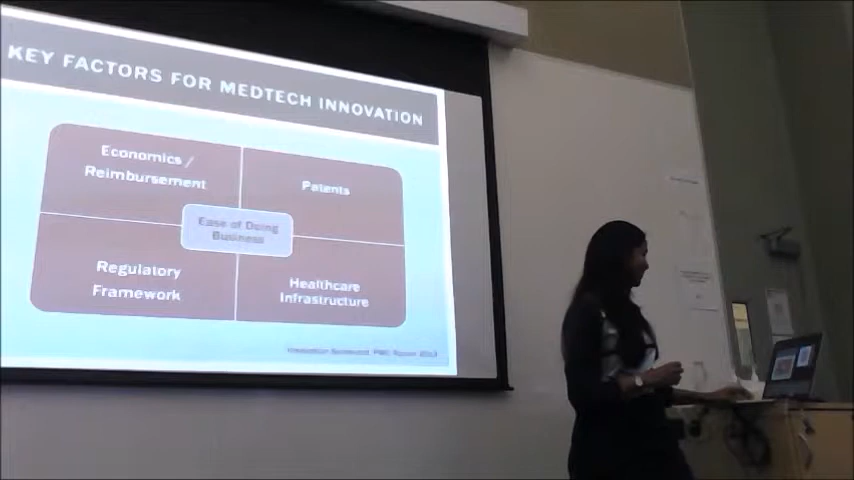 KEY FACTORS FOR MEDTECH INNOVATION
Economics/
Reimbursement
Patents
Ease of Doing
Business
Regulatory
Framework
Healthcare
Infrastructure